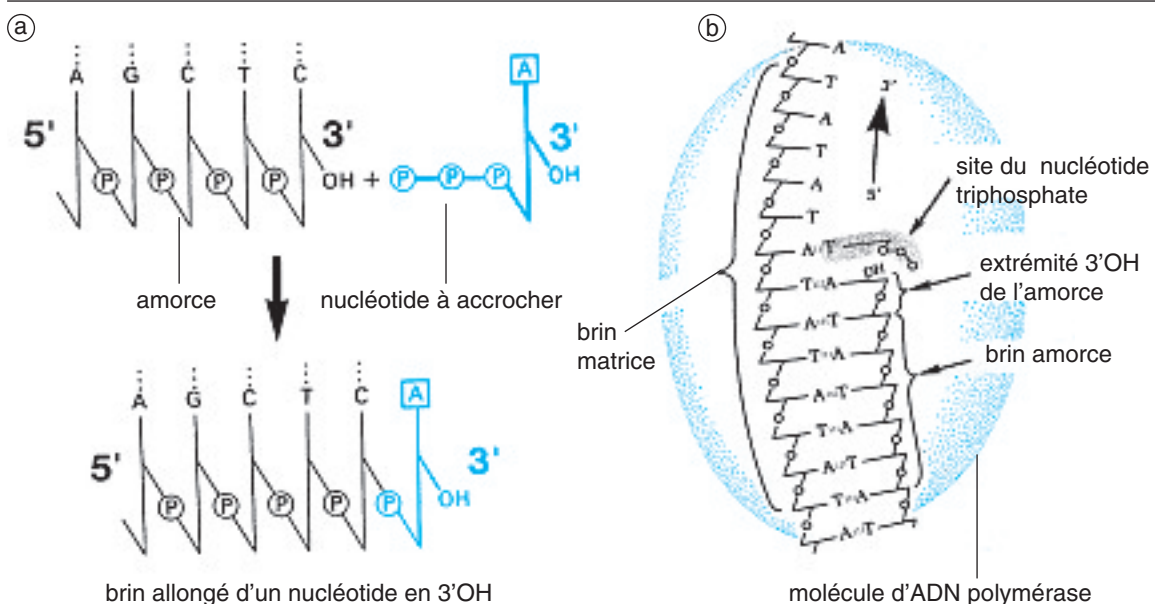 a
A G C T C
A
5'
3'
3'
P P P P
OH + P P P
OH
amorce
nucléotide à accrocher
A G C T C A
5'
3'
P P P P P
OH
brin allongé d'un nucléotide en 3'OH
b
A
T
A
T
A
T
3'
5'
site du nucléotide
triphosphate
A=T
OH
T=A
A=T
T=A
A=T
T=A
A=T
T=A
A=T
extrémité 3'OH
de l'amorce
brin
matrice
brin amorce
molécule d'ADN polymérase